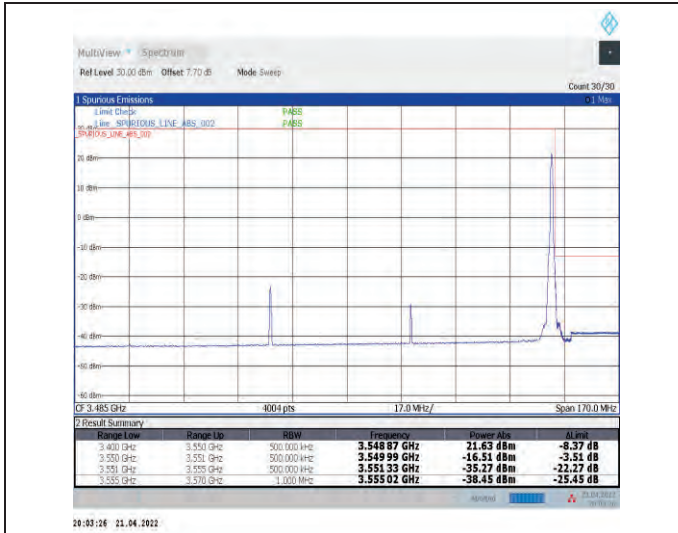 MultiView Spectrum
Ref Level 30.00 dBm Offset 7.70 dB Mode Sweep
Count 30/30
1 Spurious Emissions 1 Max
Limit Check PASS
Line _SPURIOUS_LINE_ABS_002 PASS
_SPURIOUS_LINE_ABS_002
20 dBm
10 dBm
0 dBm
-10 dBm
-20 dBm
-30 dBm
-40 dBm
-50 dBm
-60 dBm
CF 3.485 GHz 4004 pts 17.0 MHz/ Span 170.0 MHz
2 Result Summary
Range Low Range Up RBW Frequency Power Abs ΔLimit
3.400 GHz 3.550 GHz 500.000 kHz 3.548 87 GHz 21.63 dBm -8.37 dB
3.550 GHz 3.551 GHz 500.000 kHz 3.549 99 GHz -16.51 dBm -3.51 dB
3.551 GHz 3.555 GHz 500.000 kHz 3.551 33 GHz -35.27 dBm -22.27 dB
3.555 GHz 3.570 GHz 1.000 MHz 3.555 02 GHz -38.45 dBm -25.45 dB
Aborted 21.04.2022
20:03:26
20:03:26 21.04.2022